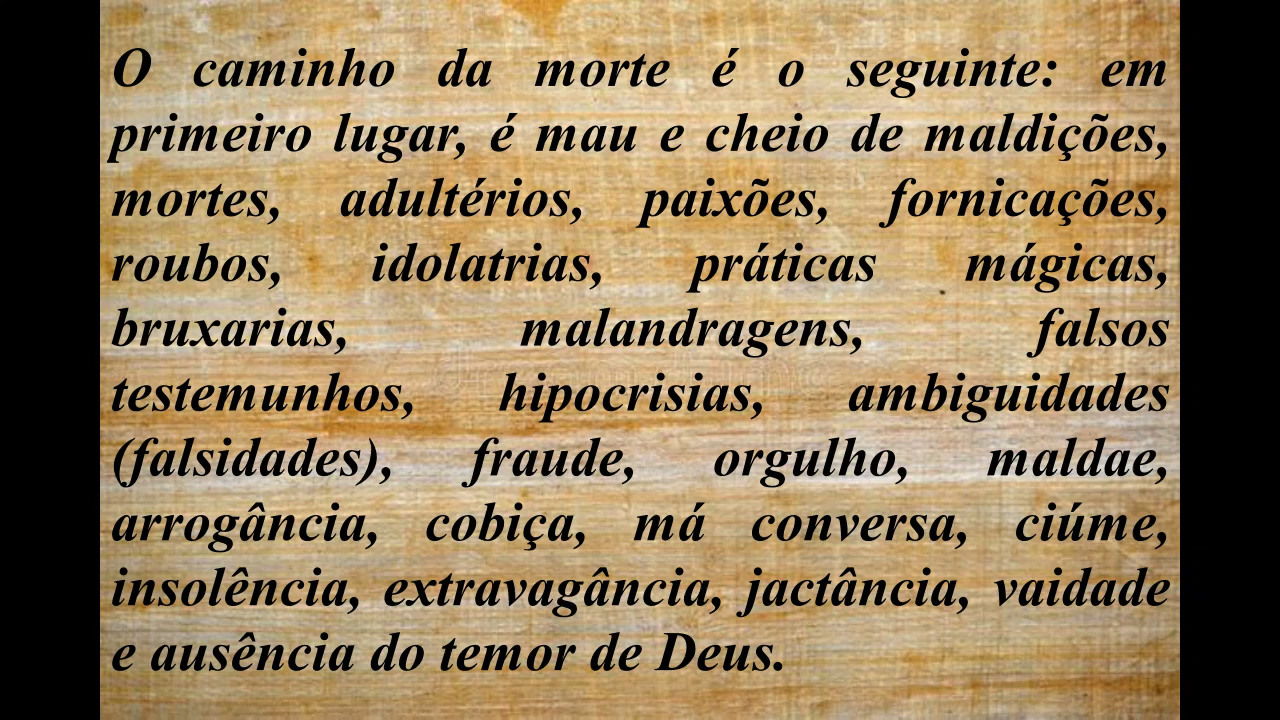 O caminho da morte é o seguinte: em
primeiro lugar, é mau e cheio de maldições,
mortes, adultérios, paixões, fornicações,
roubos, idolatrias, práticas mágicas,
bruxarias, malandragens, falsos
testemunhos, hipocrisias, ambiguidades
(falsidades), fraude, orgulho, maldae,
arrogância, cobiça, má conversa, ciúme,
insolência, extravagância, jactância, vaidade
e ausência do temor de Deus.